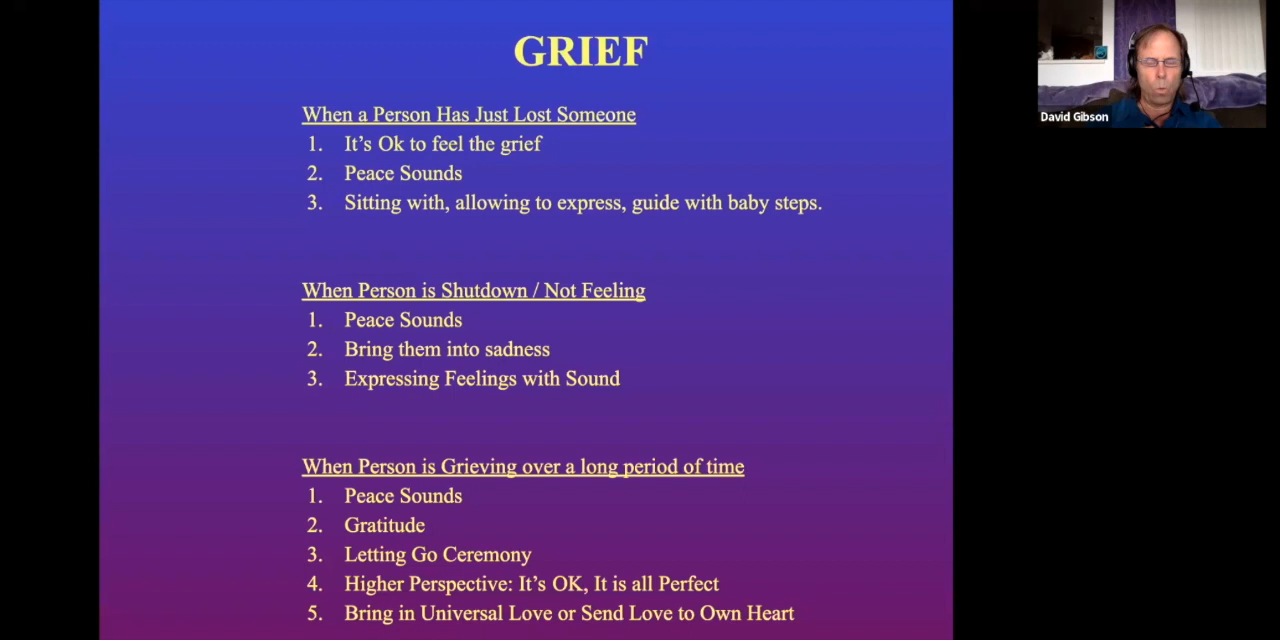 GRIEF
When a Person Has Just Lost Someone
1. It's Ok to feel the grief
2. Peace Sounds
3. Sitting with, allowing to express, guide with baby steps.
When Person is Shutdown / Not Feeling
1. Peace Sounds
2. Bring them into sadness
3. Expressing Feelings with Sound
When Person is Grieving over a long period of time
1. Peace Sounds
2. Gratitude
3. Letting Go Ceremony
4. Higher Perspective: It's OK, It is all Perfect
5. Bring in Universal Love or Send Love to Own Heart
David Gibson